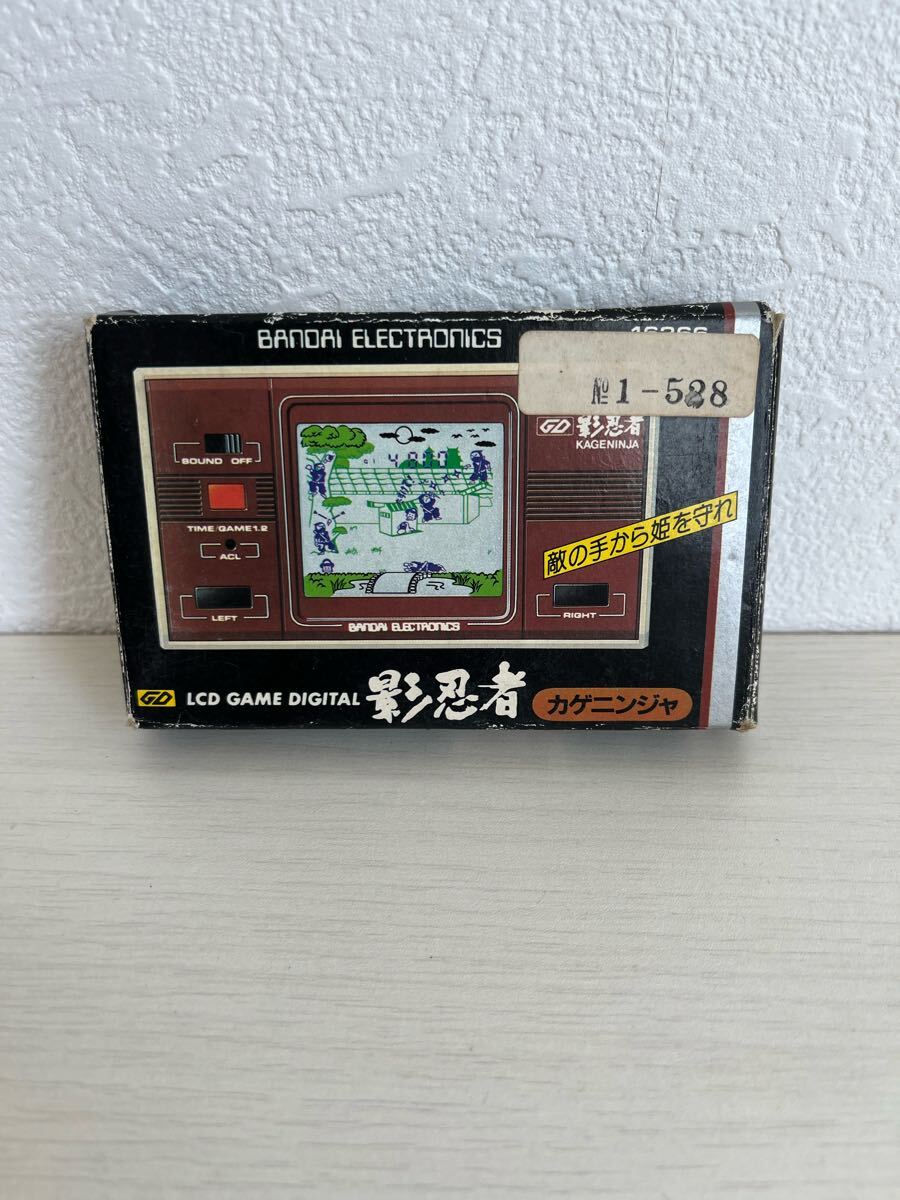 BANDAI ELECTRONICS
№1-528
GD 影忍者
KAGENINJA
SOUND OFF
TIME/GAME 1.2
ACL
LEFT
敵の手から姫を守れ
RIGHT
BANDAI ELECTRONICS
GD LCD GAME DIGITAL 影忍者 カゲニンジャ